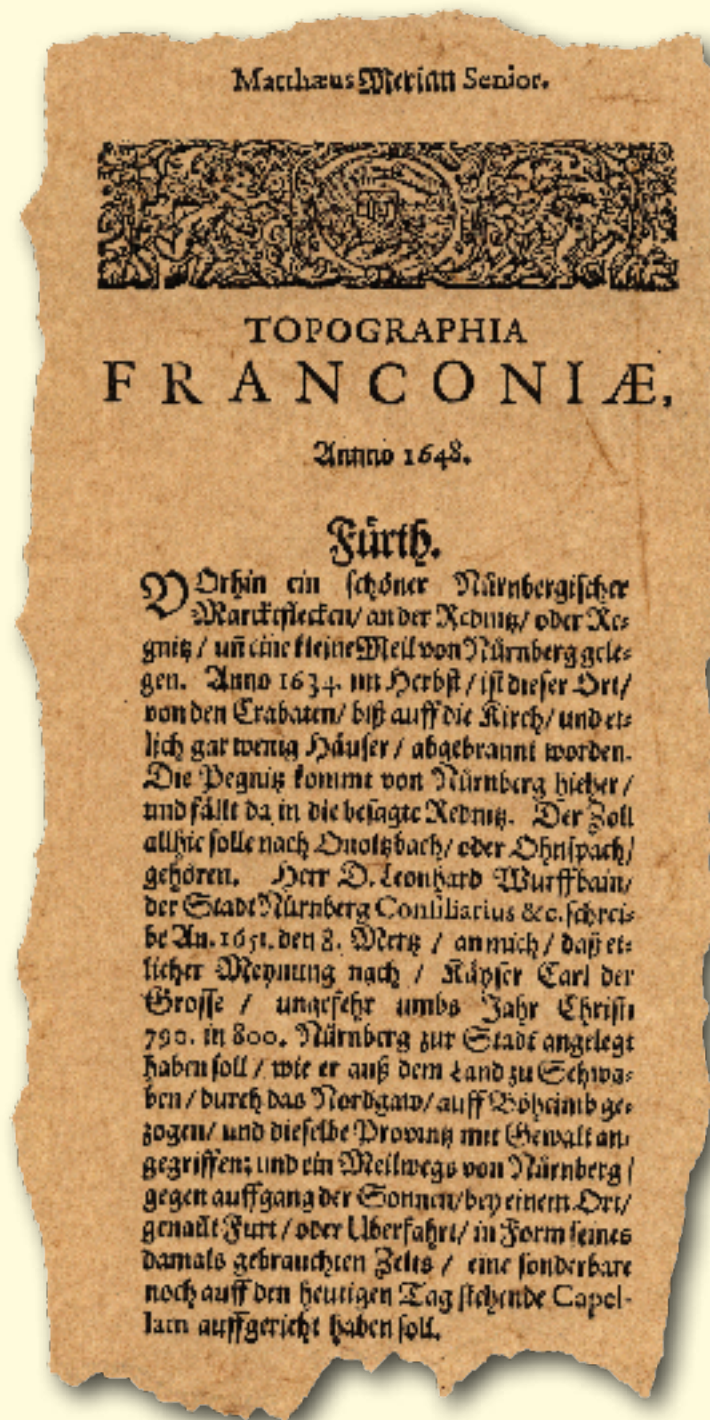 Matthæus Merian Senior.
TOPOGRAPHIA
FRANCONIÆ,
Annno 1648.
Fürth.
VOrhin ein schöner Nürnbergischer
Marcktflecken/ an der Rednitz/ oder Re-
gnitz / uñ eine kleine Meil von Nürnberg gele-
gen. Anno 1634. im Herbst / ist dieser Ort/
von den Crabaten/ biß auff die Kirch/ und et-
lich gar wenig Häuser / abgebrannt worden.
Die Pegnitz kommt von Nürnberg hieher /
und fällt da in die besagte Rednitz. Der Zoll
allhie solle nach Onoltzbach/ oder Ohnspach/
gehören. Herr D. Leonhard Wurffbain/
der Stadt Nürnberg Consiliarius &c. schrei-
be An. 1651. den 8. Mertz / an mich / daß et-
licher Meynung nach / Käyser Carl der
Grosse / ungefehr umbs Jahr Christi
790. in 800. Nürnberg zur Stadt angelegt
haben soll / wie er auß dem Land zu Schwa-
ben / durch das Nordgaw/ auff Böheimb ge-
zogen/ und dieselbe Provintz mit Gewalt an-
gegriffen; und ein Meilwegs von Nürnberg /
gegen auffgang der Sonnen/ bey einem Ort/
genañt Furt / oder Uberfahrt/ in Form seines
damals gebrauchten Zelts / eine sonderbare
noch auff den heutigen Tag stehende Capel-
lam auffgericht haben soll.